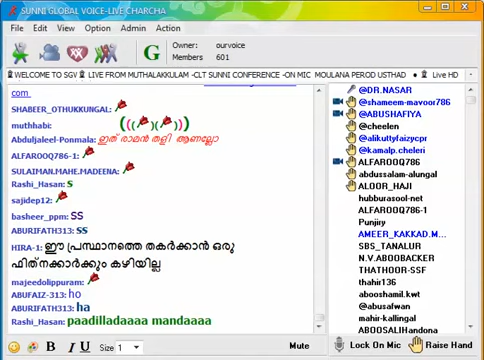 SUNNI GLOBAL VOICE-LIVE CHARCHA
File Edit View Option Admin Action
G Owner: ourvoice
Members 601
WELCOME TO SGV ● LIVE FROM MUTHALAKKULAM -CLT SUNNI CONFERENCE -ON MIC MOULANA PEROD USTHAD ● Live HD
com
SHABEER_OTHUKKUNGAL:
muthhabi: (((  )(  )))
Abduljaleel-Ponmala: ഇത് രാമൻ തളി ആണല്ലോ
ALFAROOQ786-1:
SULAIMAN.MAHE.MADEENA:
Rashi_Hasan: S
sajidep12:
basheer_ppm: SS
ABURIFATH313: ss
HIRA-1: ഈ പ്രസ്ഥാനത്തെ തകർക്കാൻ ഒരു
ഫിത്നക്കാർക്കും കഴിയില്ല
majeedolippuram:
ABUFAIZ-313: ho
ABURIFATH313: ha
Rashi_Hasan: paadilladaaaa mandaaaa
@DR.NASAR
@shameem-mavoor786
@ABUSHAFIYA
@cheelen
@alikuttyfaizycpr
@kamalp.cheleri
ALFAROOQ786
abdussalam-alungal
ALOOR_HAJI
hubburasool-net
ALFAROOQ786-1
Punjiry
AMEER_KAKKAD.M...
SBS_TANALUR
N.V.ABOOBACKER
THATHOOR-SSF
thahir136
abooshamil.kwt
@abusalafwa
mahir-kallingal
ABOOSALIHandona
B I U Size 1 Mute Lock On Mic Raise Hand